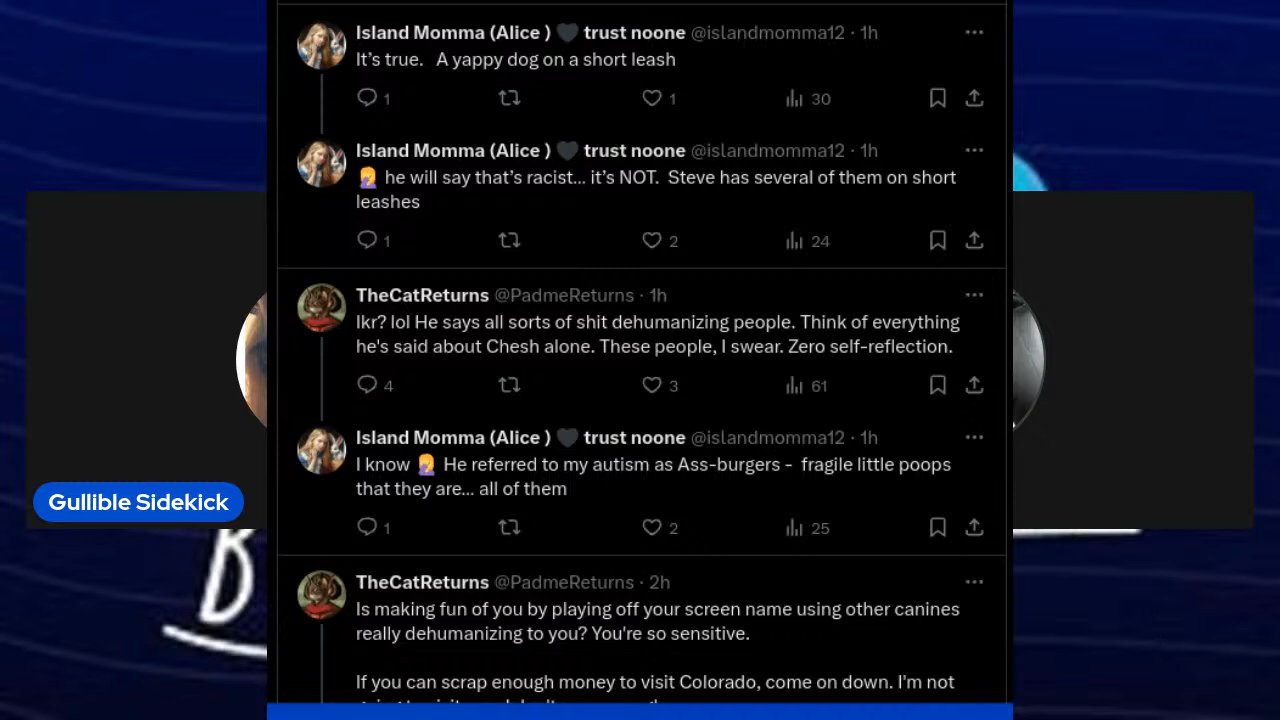 Island Momma (Alice ) 🖤 trust noone @islandmomma12 · 1h
It’s true.   A yappy dog on a short leash
1 1 30
Island Momma (Alice ) 🖤 trust noone @islandmomma12 · 1h
🤦‍♀️ he will say that’s racist... it’s NOT.  Steve has several of them on short
leashes
1 2 24
TheCatReturns @PadmeReturns · 1h
Ikr? lol He says all sorts of shit dehumanizing people. Think of everything
he's said about Chesh alone. These people, I swear. Zero self-reflection.
4 3 61
Island Momma (Alice ) 🖤 trust noone @islandmomma12 · 1h
I know 🤦‍♀️ He referred to my autism as Ass-burgers -  fragile little poops
that they are... all of them
1 2 25
Gullible Sidekick
TheCatReturns @PadmeReturns · 2h
Is making fun of you by playing off your screen name using other canines
really dehumanizing to you? You're so sensitive.
If you can scrap enough money to visit Colorado, come on down. I'm not